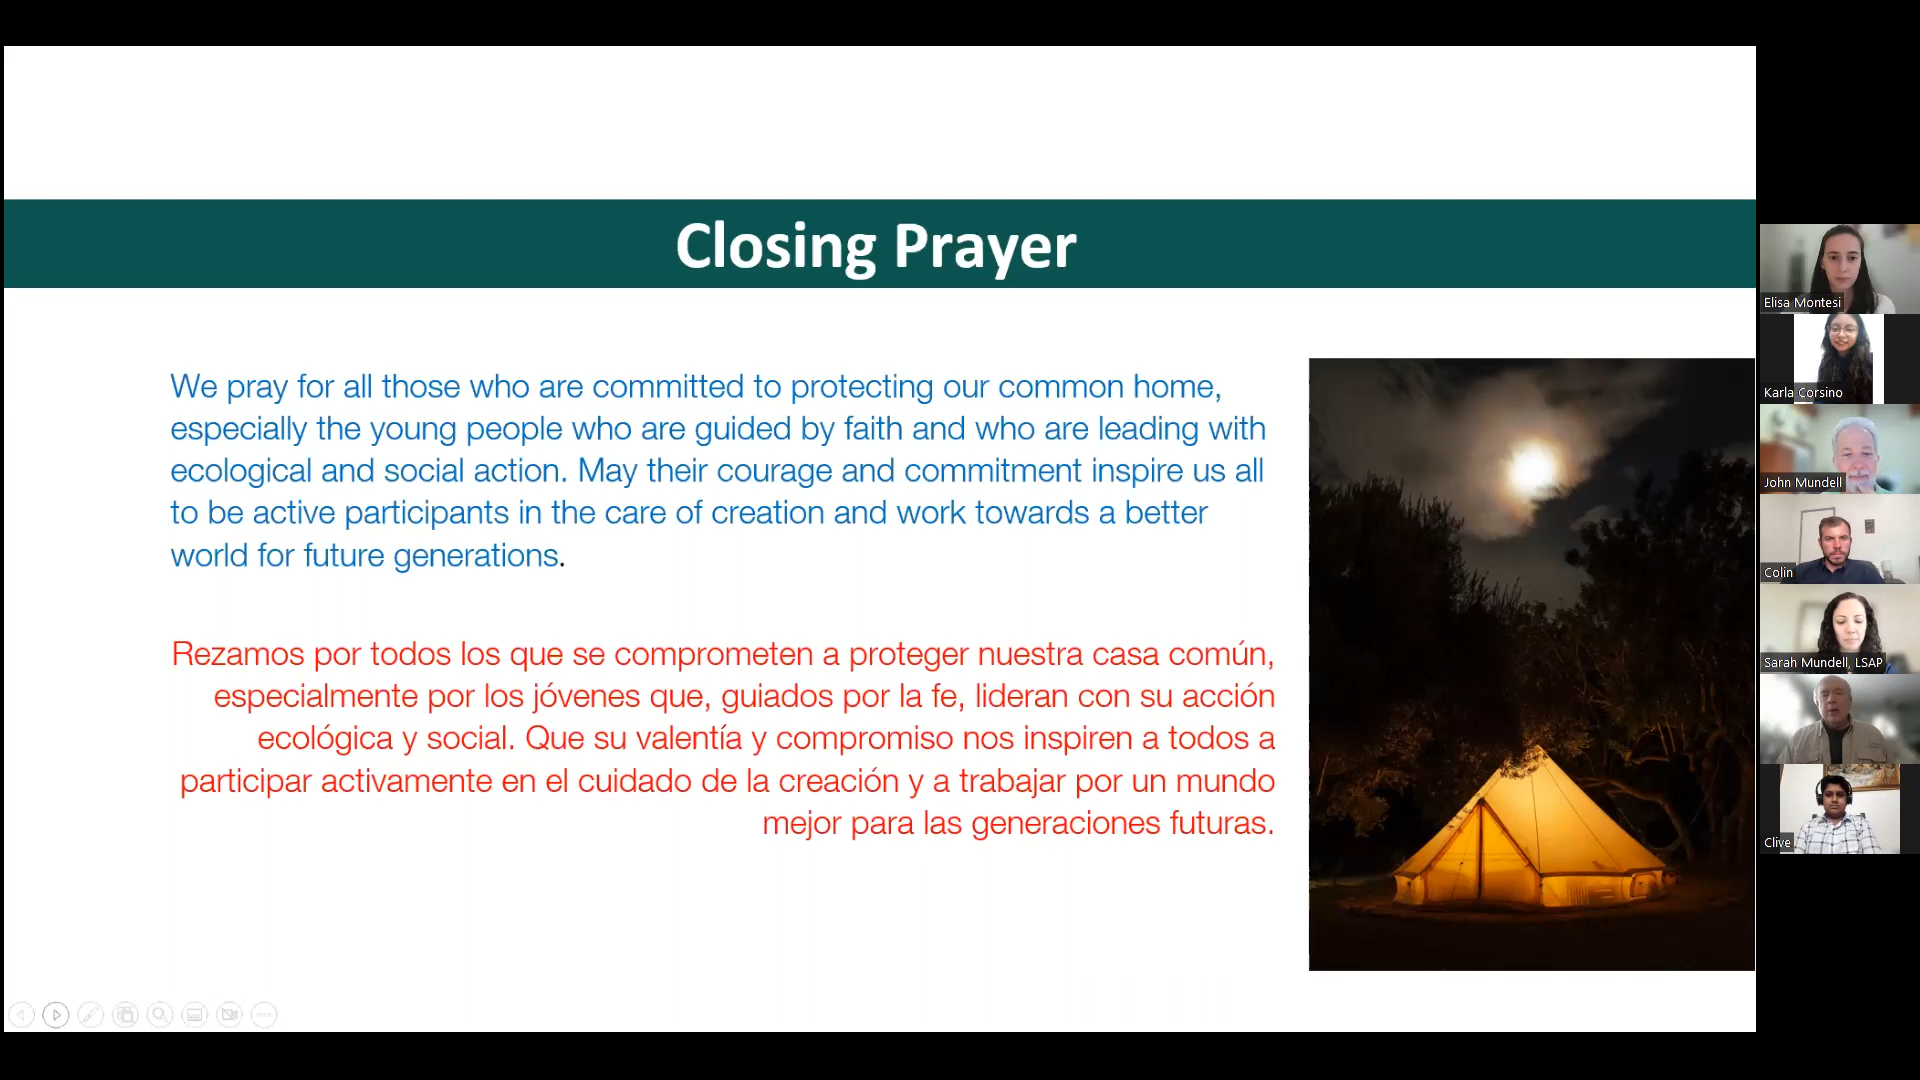 Closing Prayer
We pray for all those who are committed to protecting our common home,
especially the young people who are guided by faith and who are leading with
ecological and social action. May their courage and commitment inspire us all
to be active participants in the care of creation and work towards a better
world for future generations.
Rezamos por todos los que se comprometen a proteger nuestra casa común,
especialmente por los jóvenes que, guiados por la fe, lideran con su acción
ecológica y social. Que su valentía y compromiso nos inspiren a todos a
participar activamente en el cuidado de la creación y a trabajar por un mundo
mejor para las generaciones futuras.
Elisa Montesi
Karla Corsino
John Mundell
Colin
Sarah Mundell, LSAP
Clive